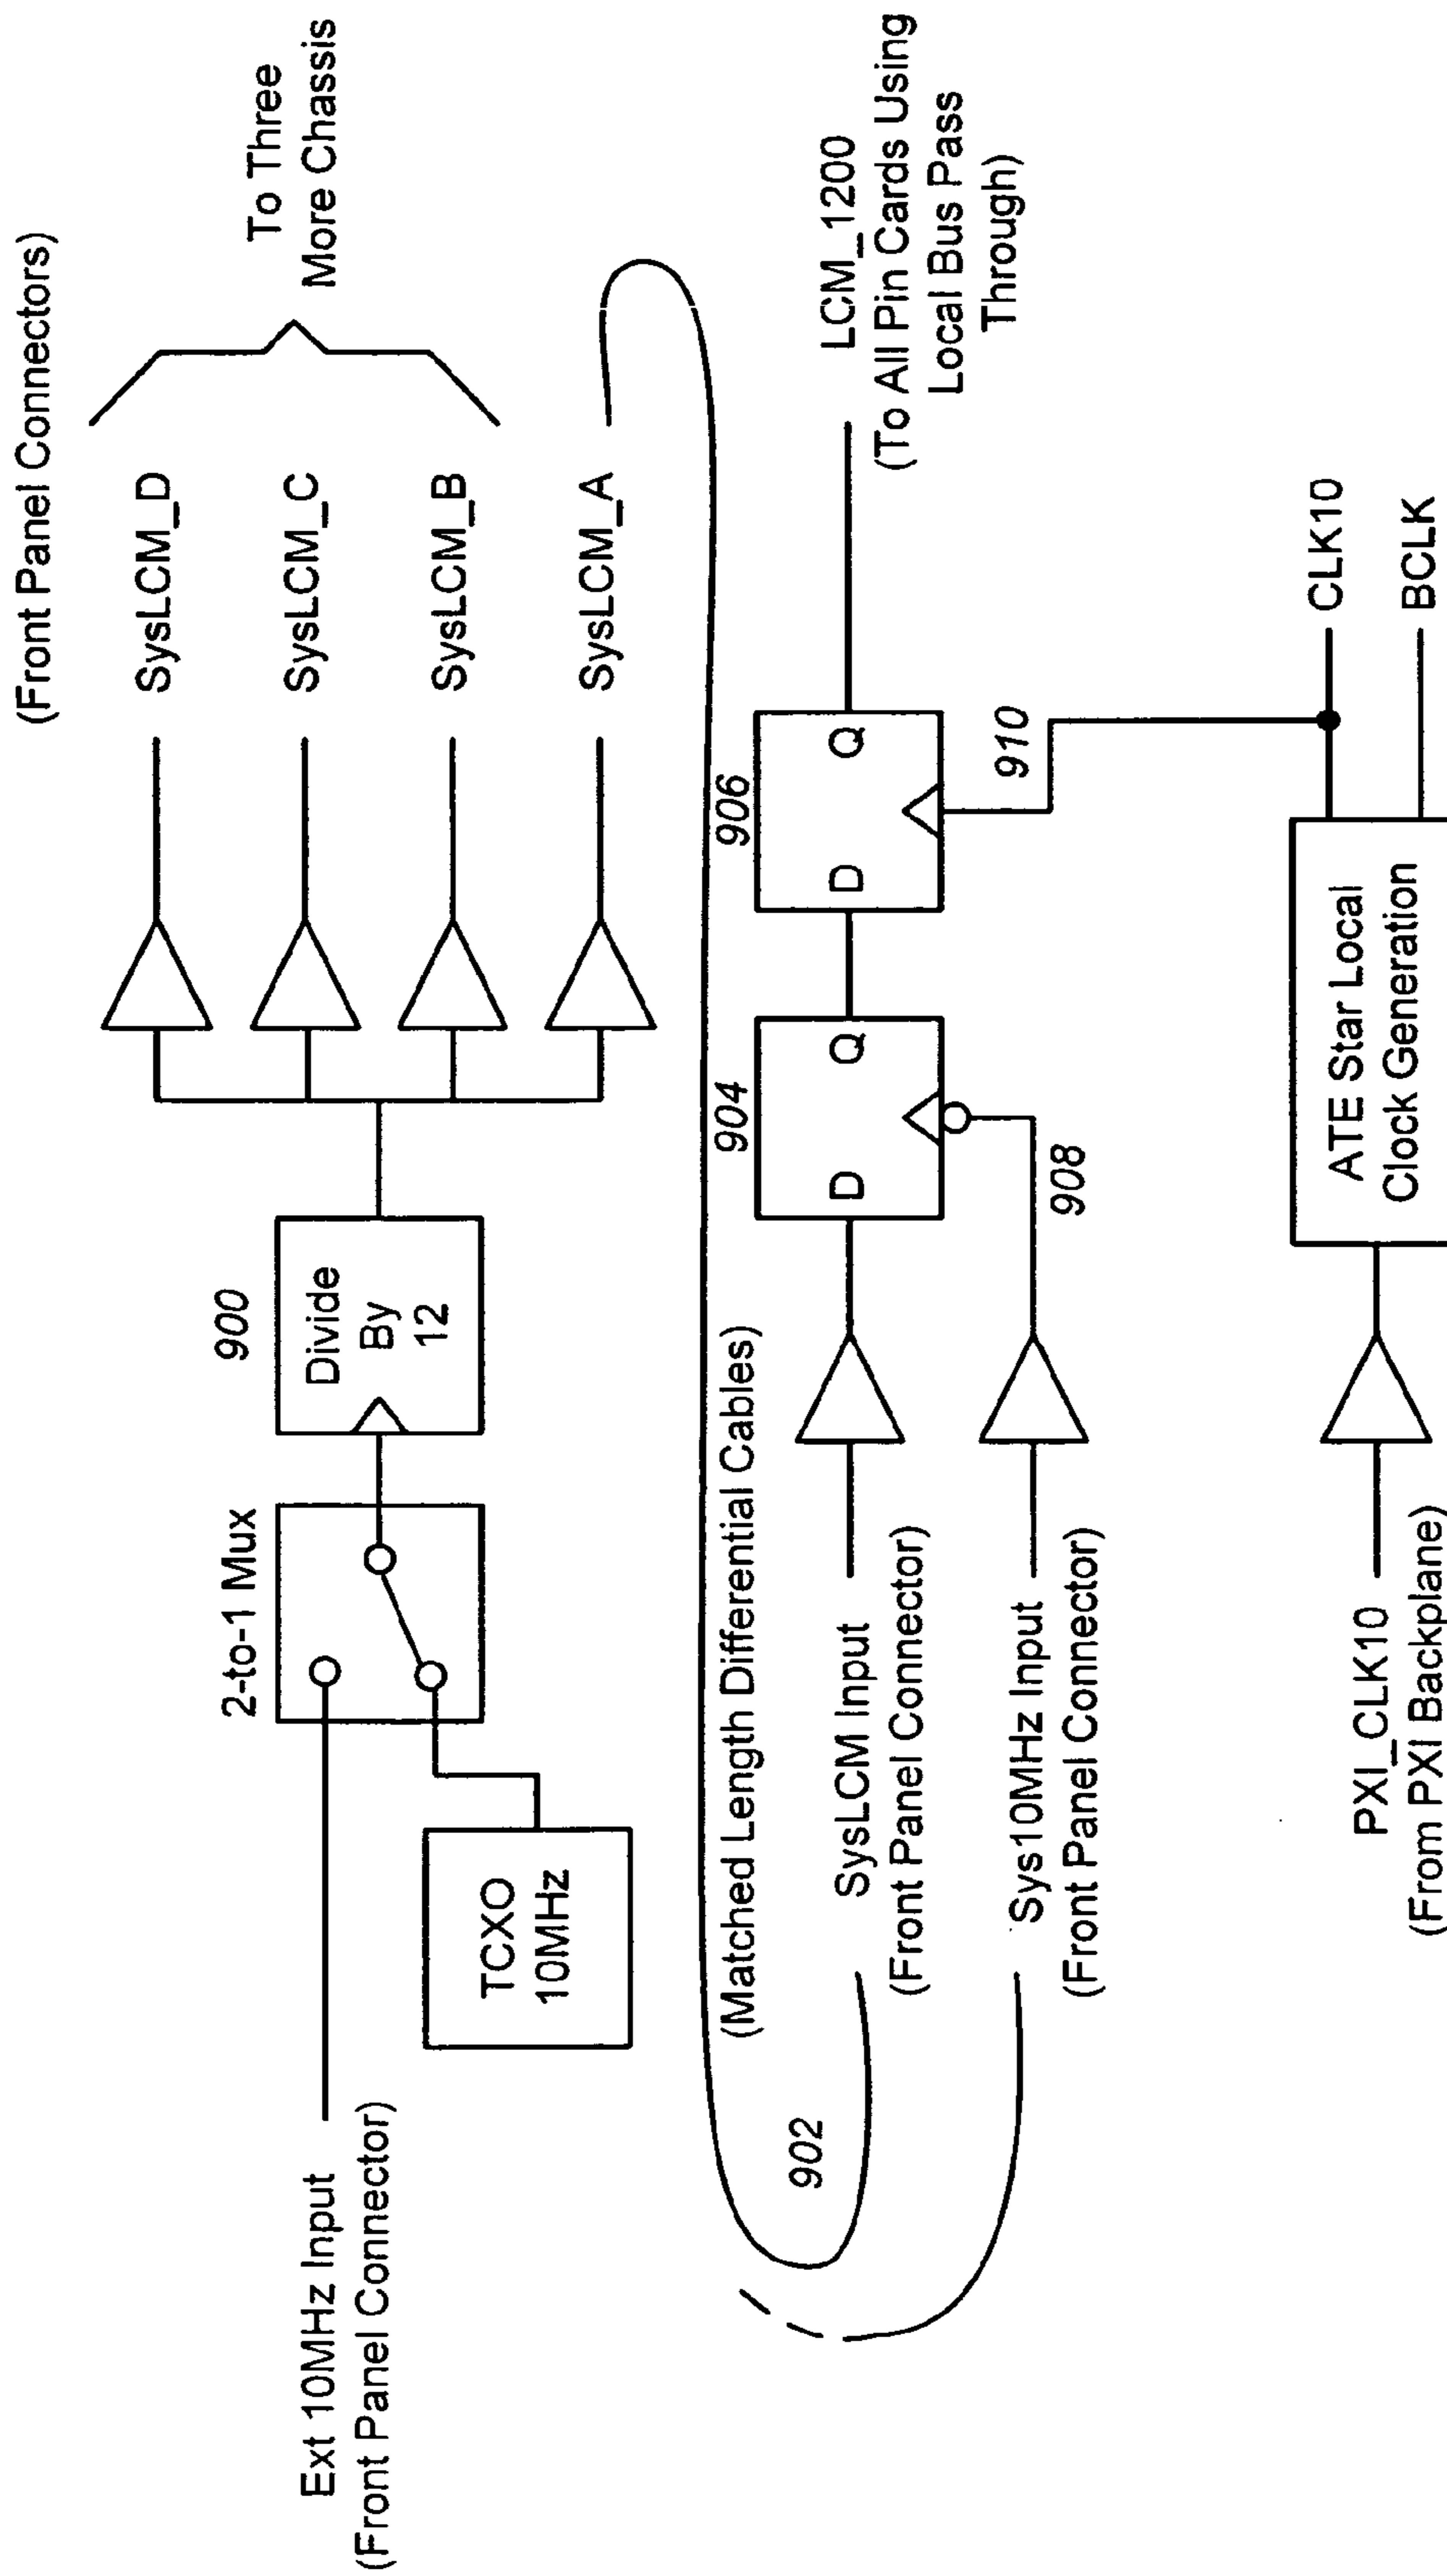 (Front Panel Connectors)
Ext 10MHz Input
(Front Panel Connector)
TCXO
10MHz
2-to-1 Mux
900
Divide
By
12
SysLCM_D
SysLCM_C
SysLCM_B
SysLCM_A
To Three
More Chassis
(Matched Length Differential Cables)
902
SysLCM Input
(Front Panel Connector)
Sys10MHz Input
(Front Panel Connector)
904
D
Q
908
906
D
Q
910
LCM_1200
(To All Pin Cards Using
Local Bus Pass
Through)
PXI_CLK10
(From PXI Backplane)
ATE Star Local
Clock Generation
CLK10
BCLK